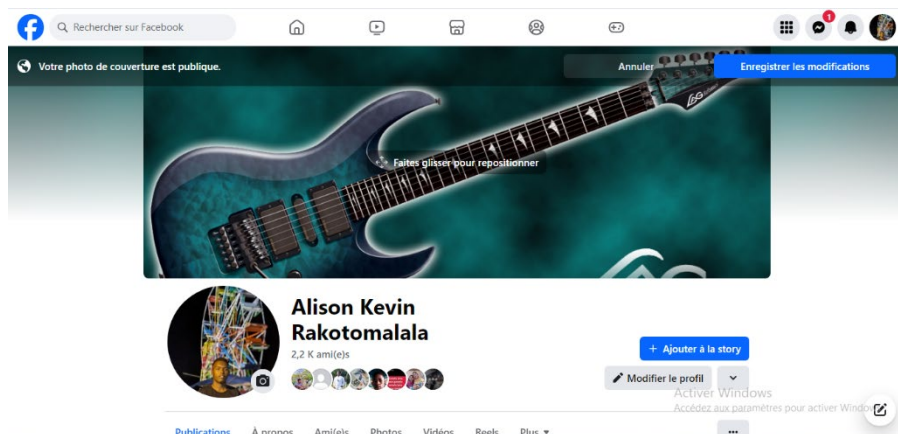 Rechercher sur Facebook
1
Votre photo de couverture est publique.
Annuler
Enregistrer les modifications
LAG
Faites glisser pour repositionner
Alison Kevin
Rakotomalala
2,2 K ami(e)s
+ Ajouter à la story
Modifier le profil
Activer Windows
Accédez aux paramètres pour activer Windows
Publications À propos Ami(e)s Photos Vidéos Reels Plus